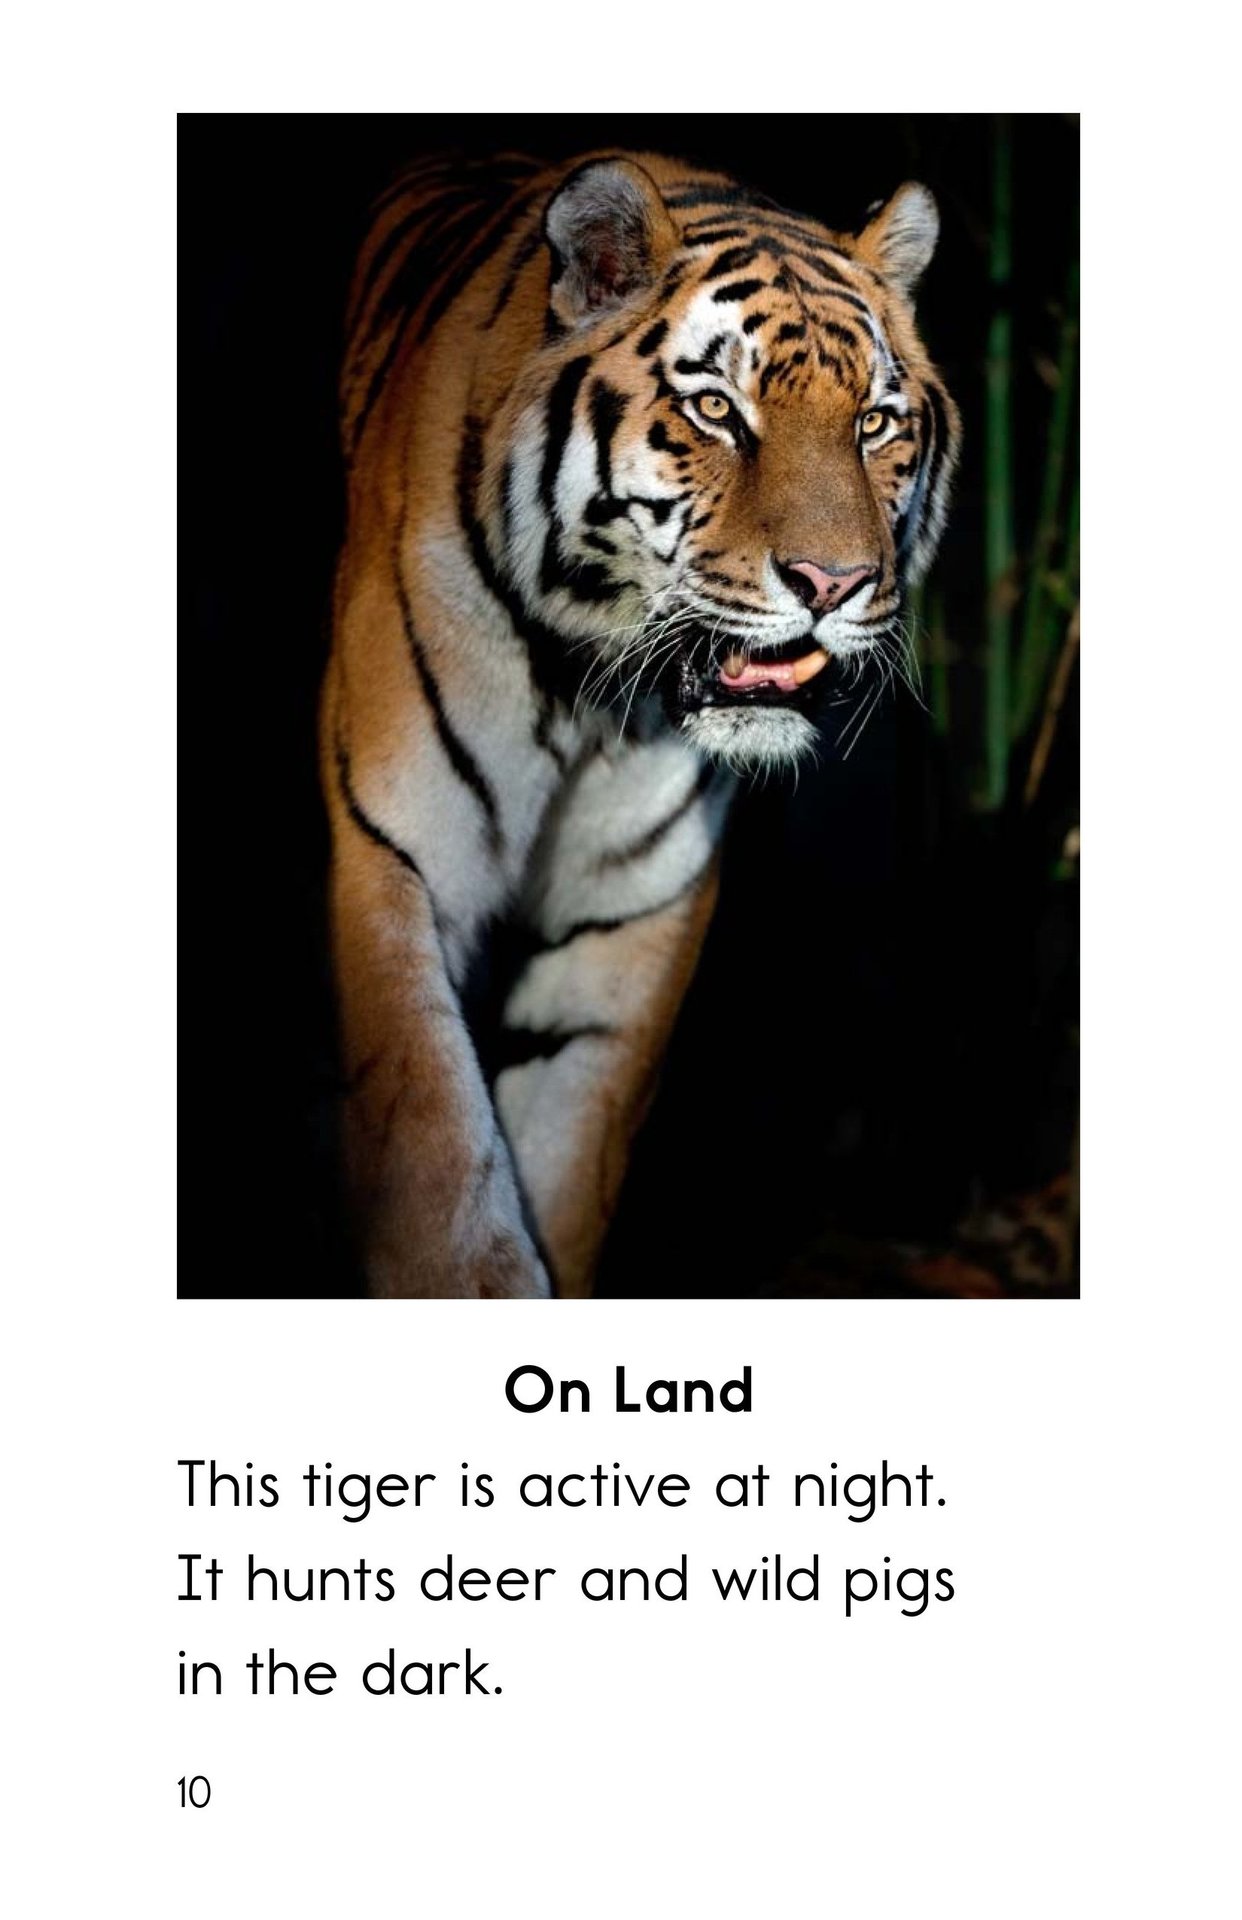 On Land
This tiger is active at night.
It hunts deer and wild pigs
in the dark.
10